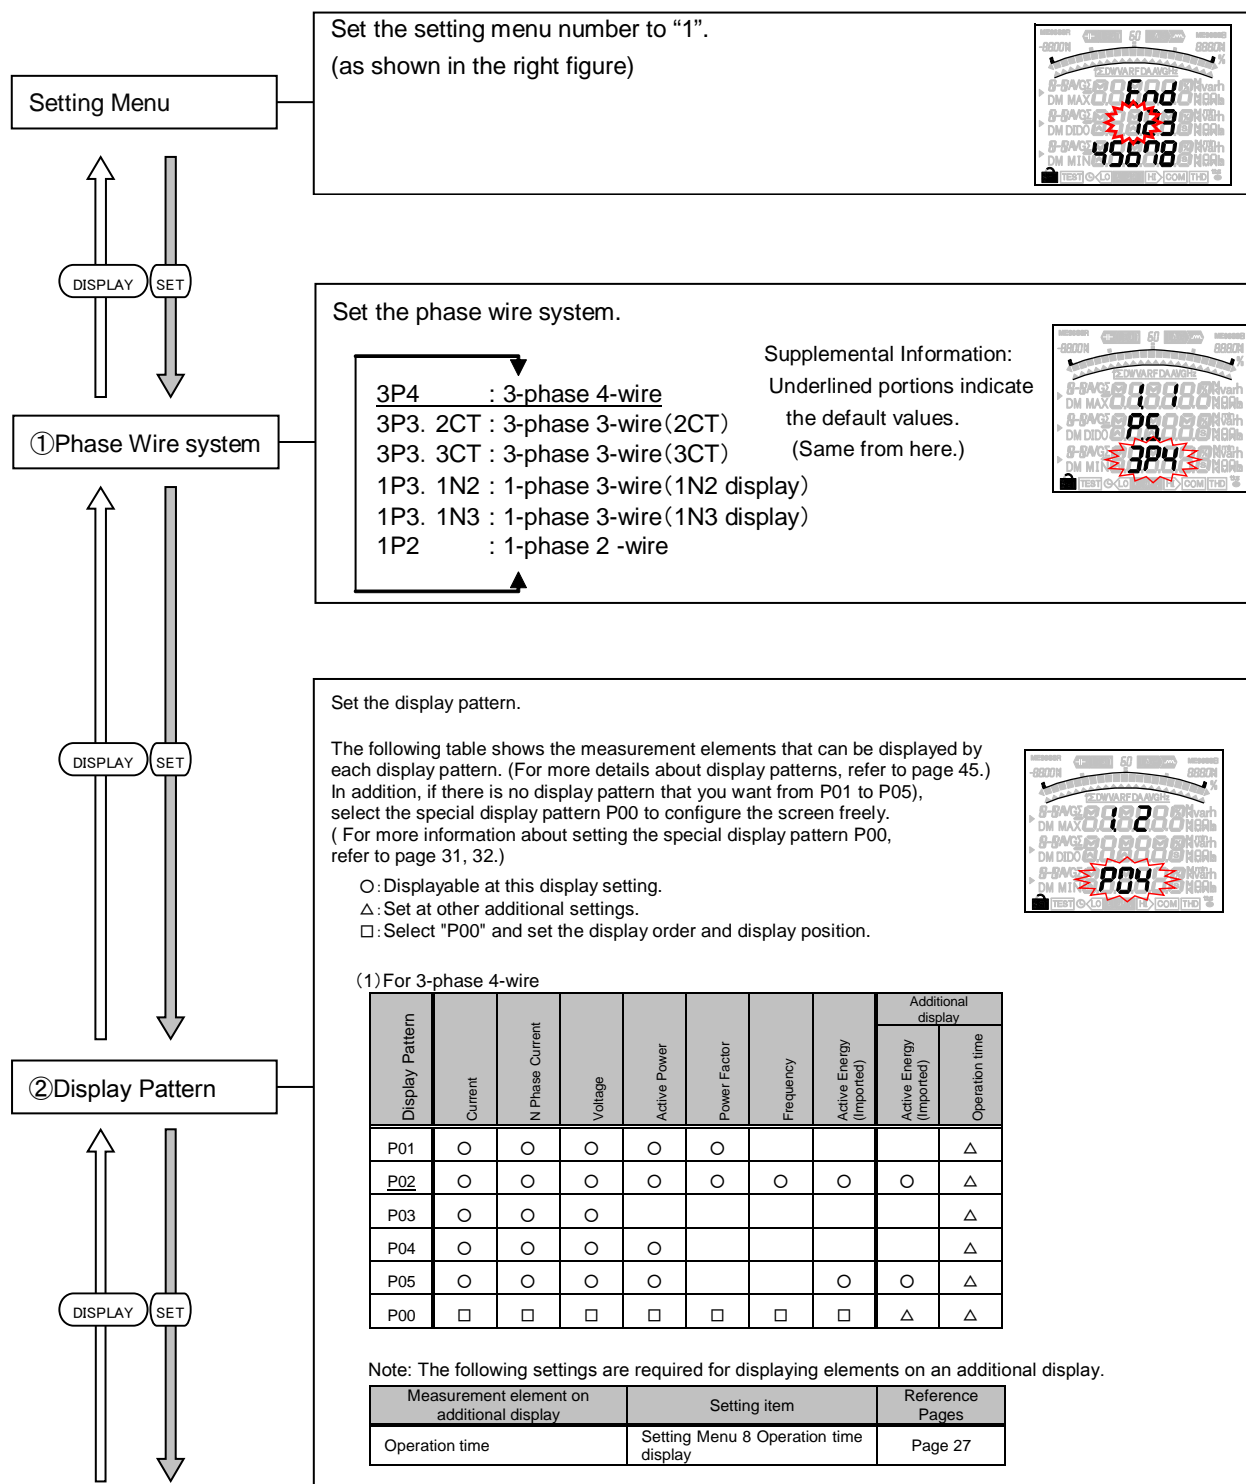 Set the setting menu number to “1”.
(as shown in the right figure)
Setting Menu
End
123
45678
DISPLAY SET
Set the phase wire system.
3P4 : 3-phase 4-wire
3P3. 2CT : 3-phase 3-wire(2CT)
3P3. 3CT : 3-phase 3-wire(3CT)
1P3. 1N2 : 1-phase 3-wire(1N2 display)
1P3. 1N3 : 1-phase 3-wire(1N3 display)
1P2 : 1-phase 2 -wire
Supplemental Information:
Underlined portions indicate
the default values.
(Same from here.)
1.1
PS
3P4
①Phase Wire system
DISPLAY SET
Set the display pattern.
The following table shows the measurement elements that can be displayed by
each display pattern. (For more details about display patterns, refer to page 45.)
In addition, if there is no display pattern that you want from P01 to P05),
select the special display pattern P00 to configure the screen freely.
( For more information about setting the special display pattern P00,
refer to page 31, 32.)
○:Displayable at this display setting.
△:Set at other additional settings.
□:Select "P00" and set the display order and display position.
1.2
P04
(1)For 3-phase 4-wire
②Display Pattern
Additional
display
Display Pattern Current N Phase Current Voltage Active Power Power Factor Frequency Active Energy (Imported) Active Energy (Imported) Operation time
P01 ○ ○ ○ ○ ○ △
P02 ○ ○ ○ ○ ○ ○ ○ ○ △
P03 ○ ○ ○ △
P04 ○ ○ ○ ○ △
P05 ○ ○ ○ ○ ○ ○ △
P00 □ □ □ □ □ □ □ △ △
DISPLAY SET
Note: The following settings are required for displaying elements on an additional display.
Measurement element on
additional display
Setting item
Reference
Pages
Operation time
Setting Menu 8 Operation time
display
Page 27